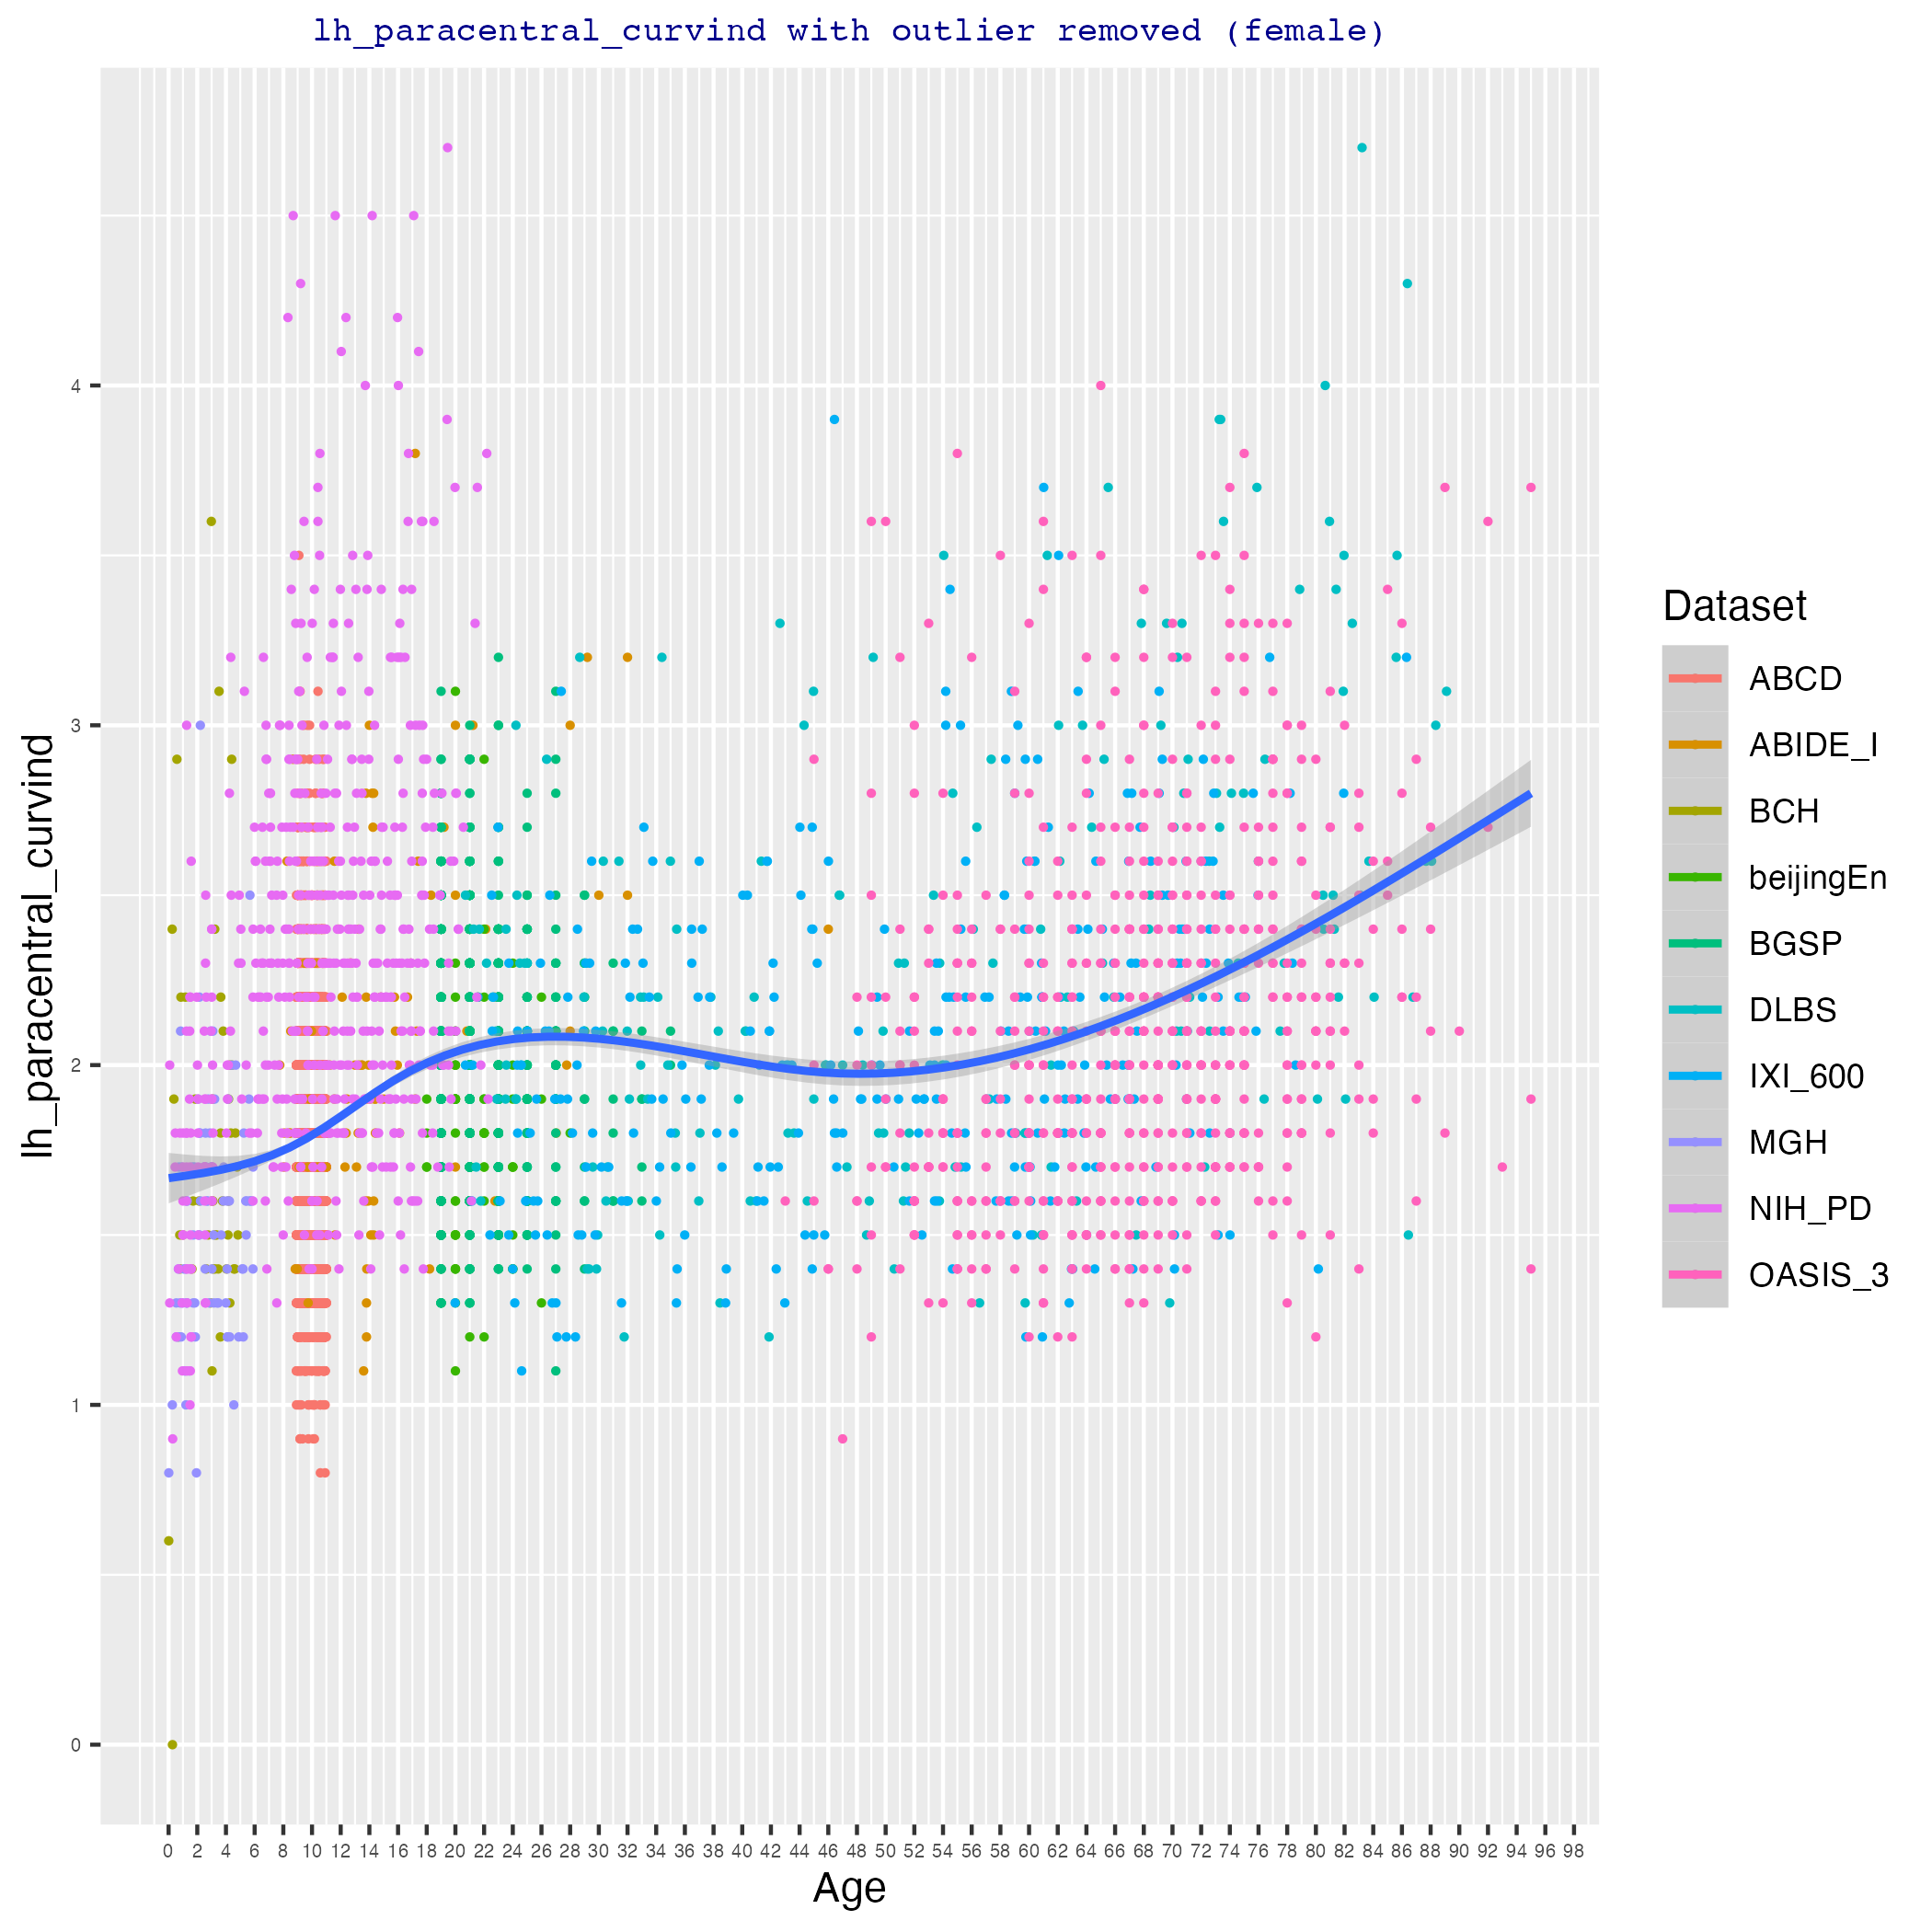 lh_paracentral_curvind with outlier removed (female)
lh_paracentral_curvind
4
3
2
1
0
0 2 4 6 8 10 12 14 16 18 20 22 24 26 28 30 32 34 36 38 40 42 44 46 48 50 52 54 56 58 60 62 64 66 68 70 72 74 76 78 80 82 84 86 88 90 92 94 96 98
Age
Dataset
ABCD
ABIDE_I
BCH
beijingEn
BGSP
DLBS
IXI_600
MGH
NIH_PD
OASIS_3